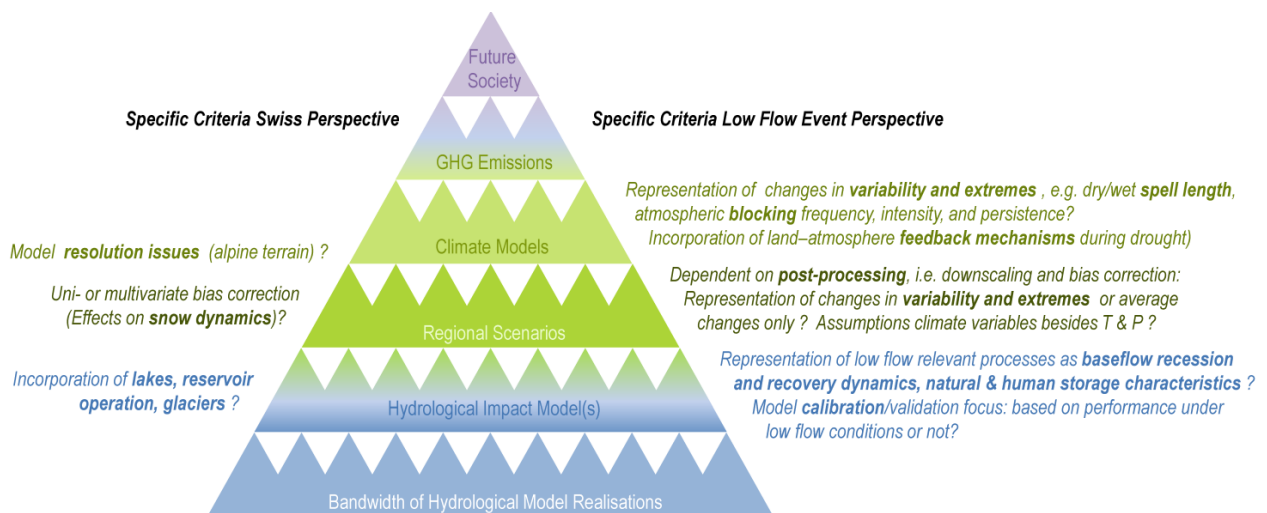 Future
Society
Specific Criteria Swiss Perspective
Specific Criteria Low Flow Event Perspective
GHG Emissions
Representation of changes in variability and extremes , e.g. dry/wet spell length,
atmospheric blocking frequency, intensity, and persistence?
Incorporation of land–atmosphere feedback mechanisms during drought)
Climate Models
Model resolution issues (alpine terrain) ?
Dependent on post-processing, i.e. downscaling and bias correction:
Representation of changes in variability and extremes or average
changes only ? Assumptions climate variables besides T & P ?
Uni- or multivariate bias correction
(Effects on snow dynamics)?
Regional Scenarios
Representation of low flow relevant processes as baseflow recession
and recovery dynamics, natural & human storage characteristics ?
Model calibration/validation focus: based on performance under
low flow conditions or not?
Incorporation of lakes, reservoir
operation, glaciers ?
Hydrological Impact Model(s)
Bandwidth of Hydrological Model Realisations